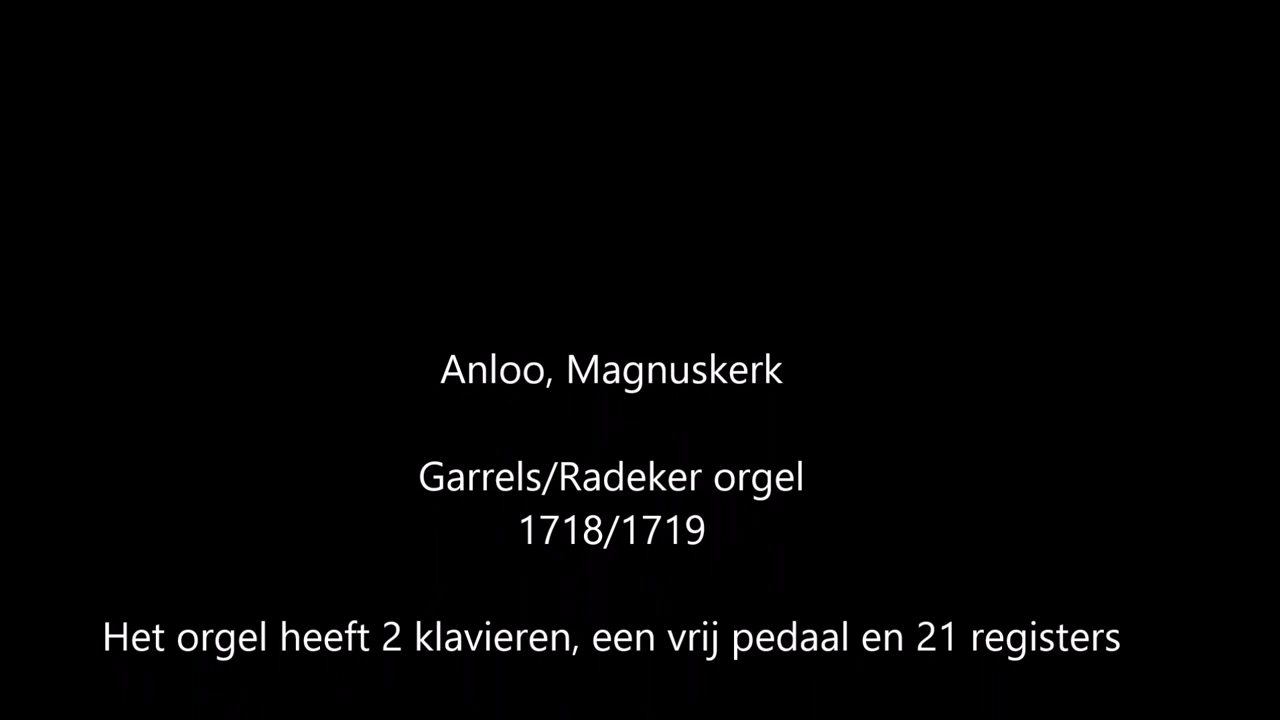 Anloo, Magnuskerk
Garrels/Radeker orgel
1718/1719
Het orgel heeft 2 klavieren, een vrij pedaal en 21 registers